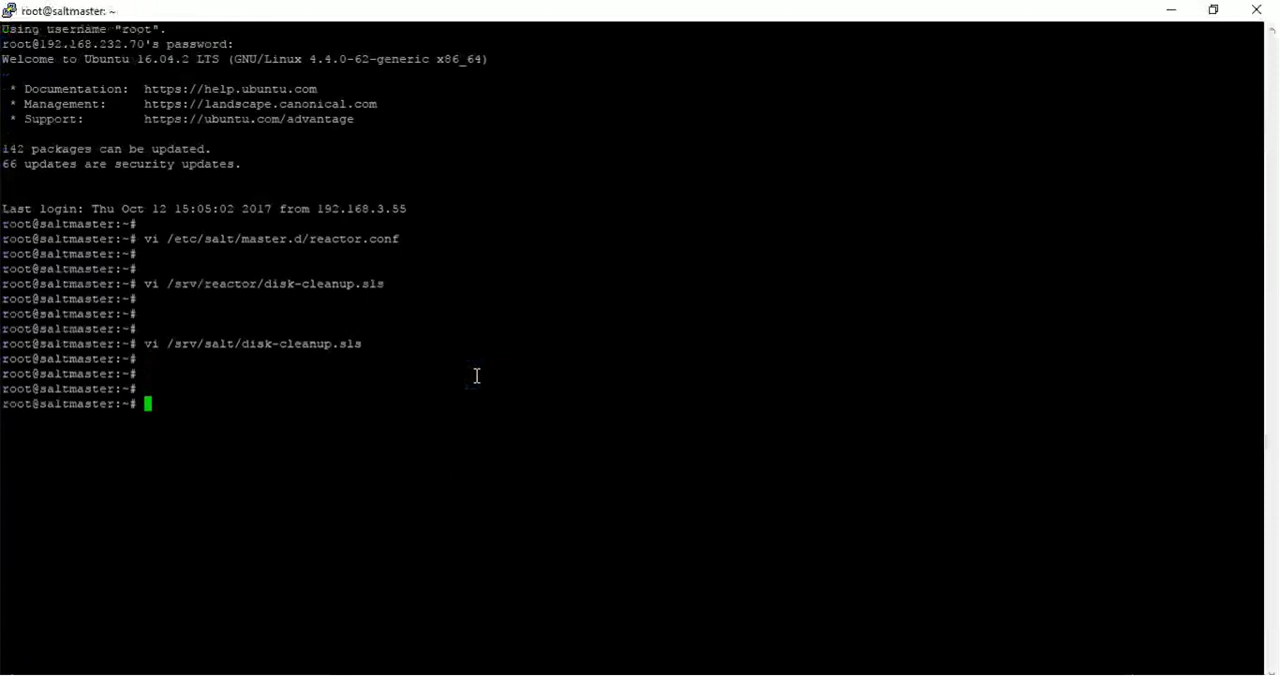 root@saltmaster: ~
Using username "root".
root@192.168.232.70's password:
Welcome to Ubuntu 16.04.2 LTS (GNU/Linux 4.4.0-62-generic x86_64)
* Documentation:  https://help.ubuntu.com
* Management:     https://landscape.canonical.com
* Support:        https://ubuntu.com/advantage
142 packages can be updated.
66 updates are security updates.
Last login: Thu Oct 12 15:05:02 2017 from 192.168.3.55
root@saltmaster:~#
root@saltmaster:~# vi /etc/salt/master.d/reactor.conf
root@saltmaster:~#
root@saltmaster:~#
root@saltmaster:~# vi /srv/reactor/disk-cleanup.sls
root@saltmaster:~#
root@saltmaster:~#
root@saltmaster:~#
root@saltmaster:~# vi /srv/salt/disk-cleanup.sls
root@saltmaster:~#
root@saltmaster:~#
root@saltmaster:~#
root@saltmaster:~#